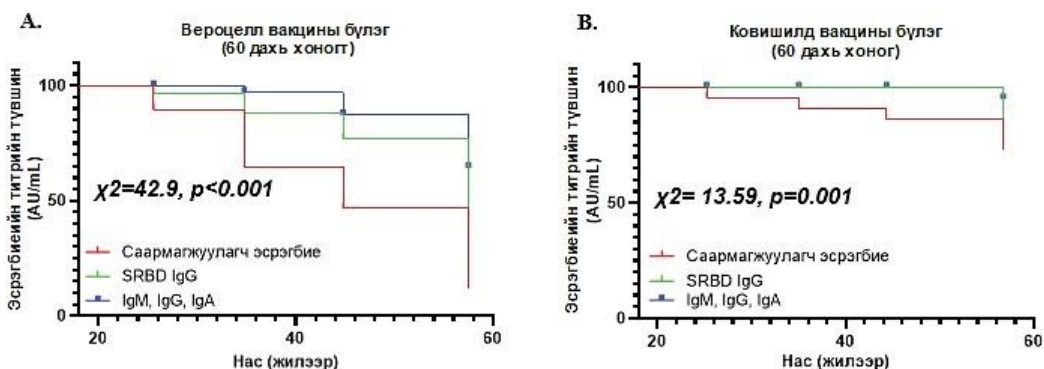 A.
Вероцелл вакцины бүлэг
(60 дахь хоногт)
Эсрэгбиеийн титрийн түвшин
(AU/mL)
100
50
0
χ2=42.9, p<0.001
Саармагжуулагч эсрэгбие
SRBD IgG
IgM, IgG, IgA
20
40
60
Нас (жилээр)
B.
Ковишилд вакцины бүлэг
(60 дахь хоног)
Эсрэгбиеийн титрийн түвшин
(AU/mL)
100
50
0
χ2= 13.59, p=0.001
Саармагжуулагч эсрэгбие
SRBD IgG
IgM, IgG, IgA
20
40
60
Нас (жилээр)